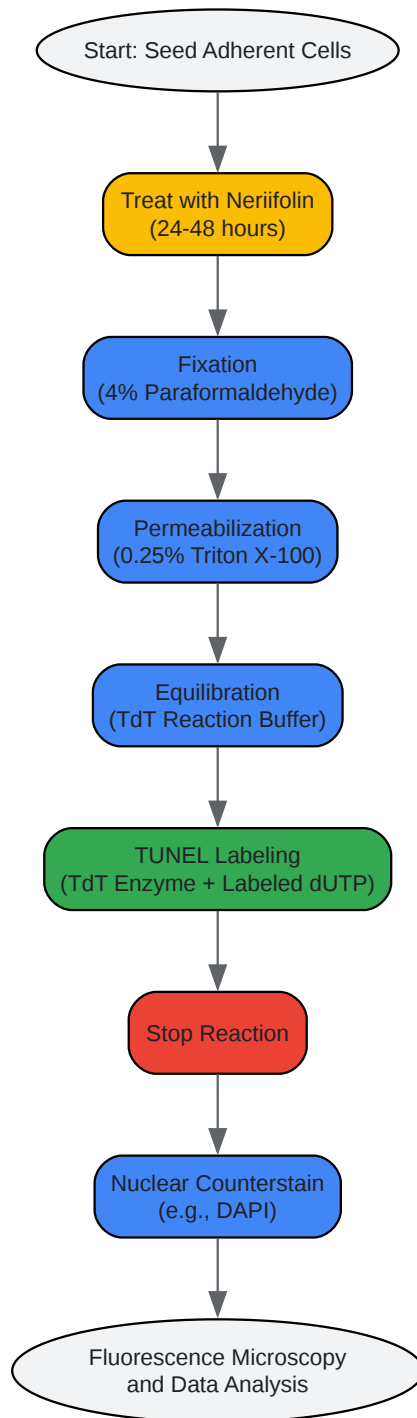 Start: Seed Adherent Cells
Treat with Neriifolin
(24-48 hours)
Fixation
(4% Paraformaldehyde)
Permeabilization
(0.25% Triton X-100)
Equilibration
(TdT Reaction Buffer)
TUNEL Labeling
(TdT Enzyme + Labeled dUTP)
Stop Reaction
Nuclear Counterstain
(e.g., DAPI)
Fluorescence Microscopy
and Data Analysis